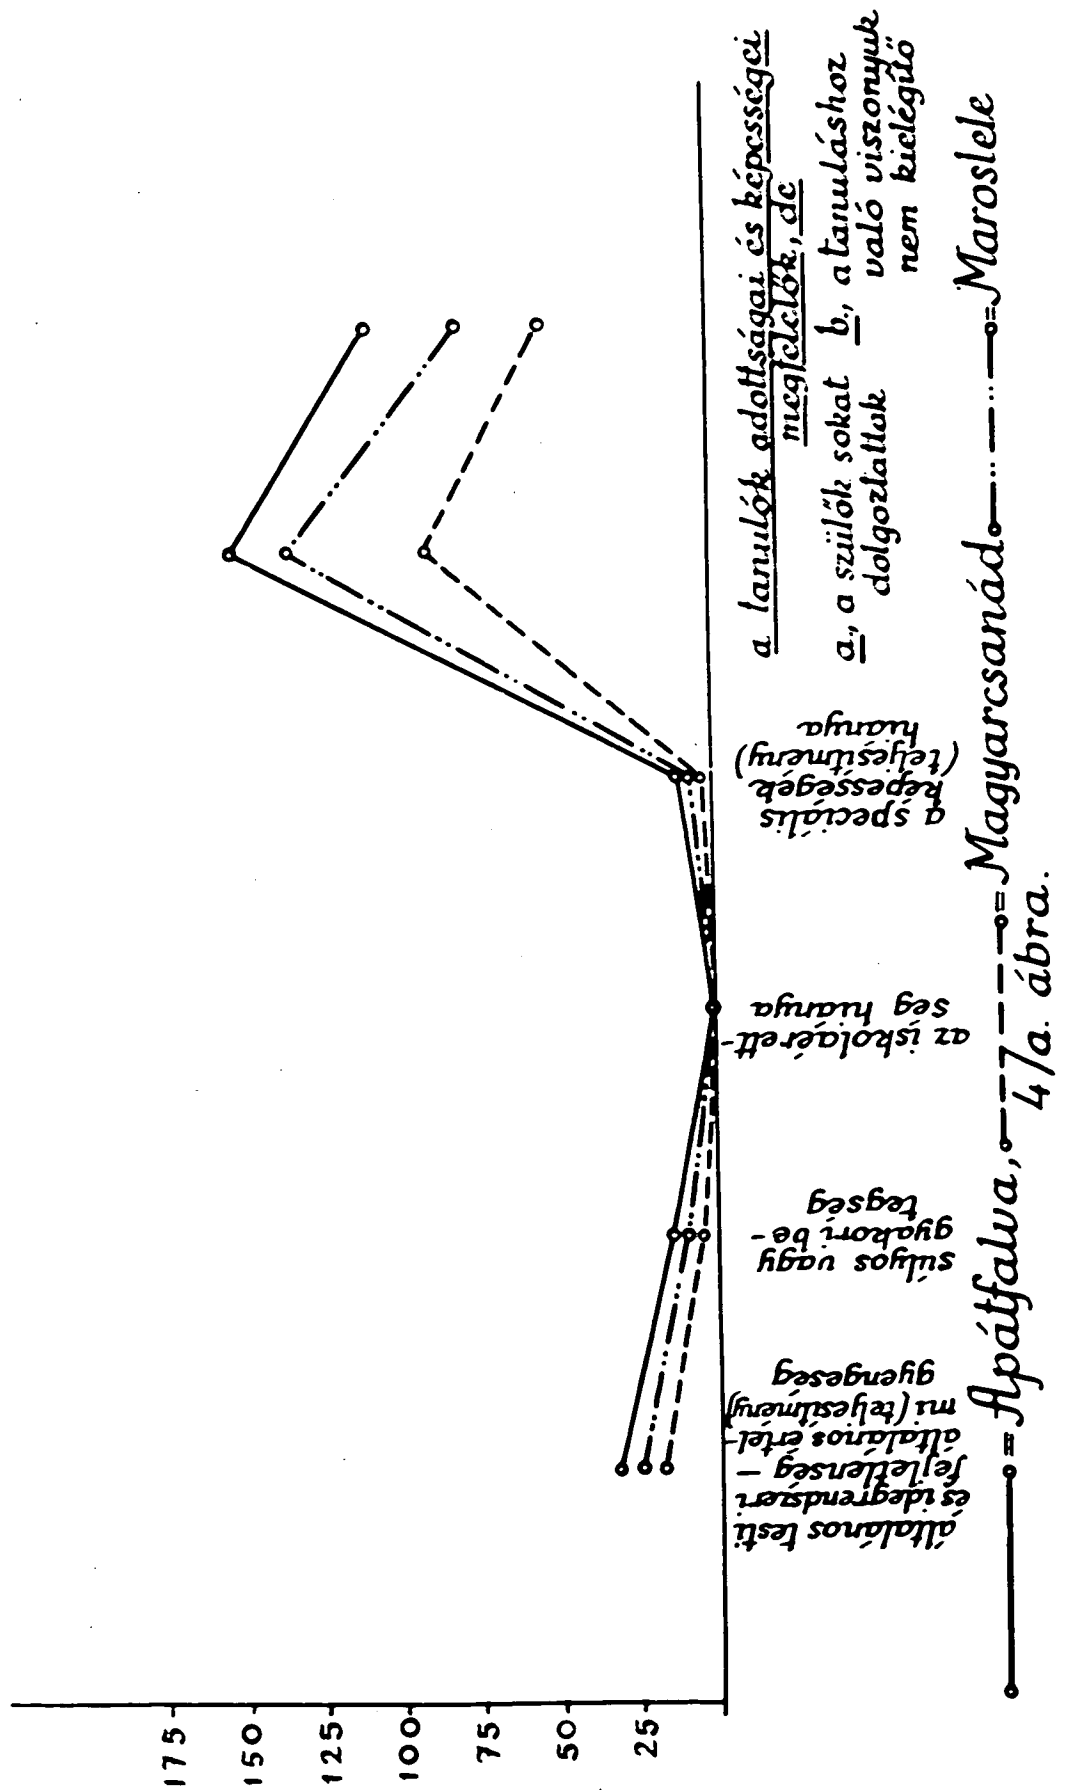 175
150
125
100
75
50
25
általános testi
és idegrendszeri
fejletlenség —
általános értel-
mi (teljesítmény)
gyengeség
súlyos vagy
gyakori be-
tegség
az iskolaérett-
ség hiánya
a speciális
képességek
(teljesítmény)
hiánya
a tanulók adottságai és képességei
megfelelők, de
a., a szülők sokat
dolgoztattak
b., a tanuláshoz
való viszonyuk
nem kielégítő
= Apátfalva, = Magyarcsanád = Maroslele
4/a. ábra.